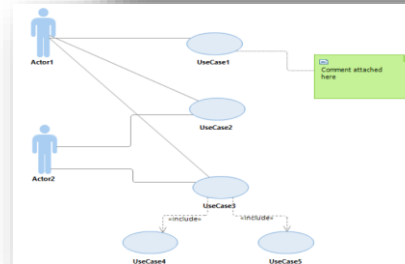 Actor1
UseCase1
Comment attached
here
UseCase2
Actor2
UseCase3
«include»
«include»
UseCase4
UseCase5